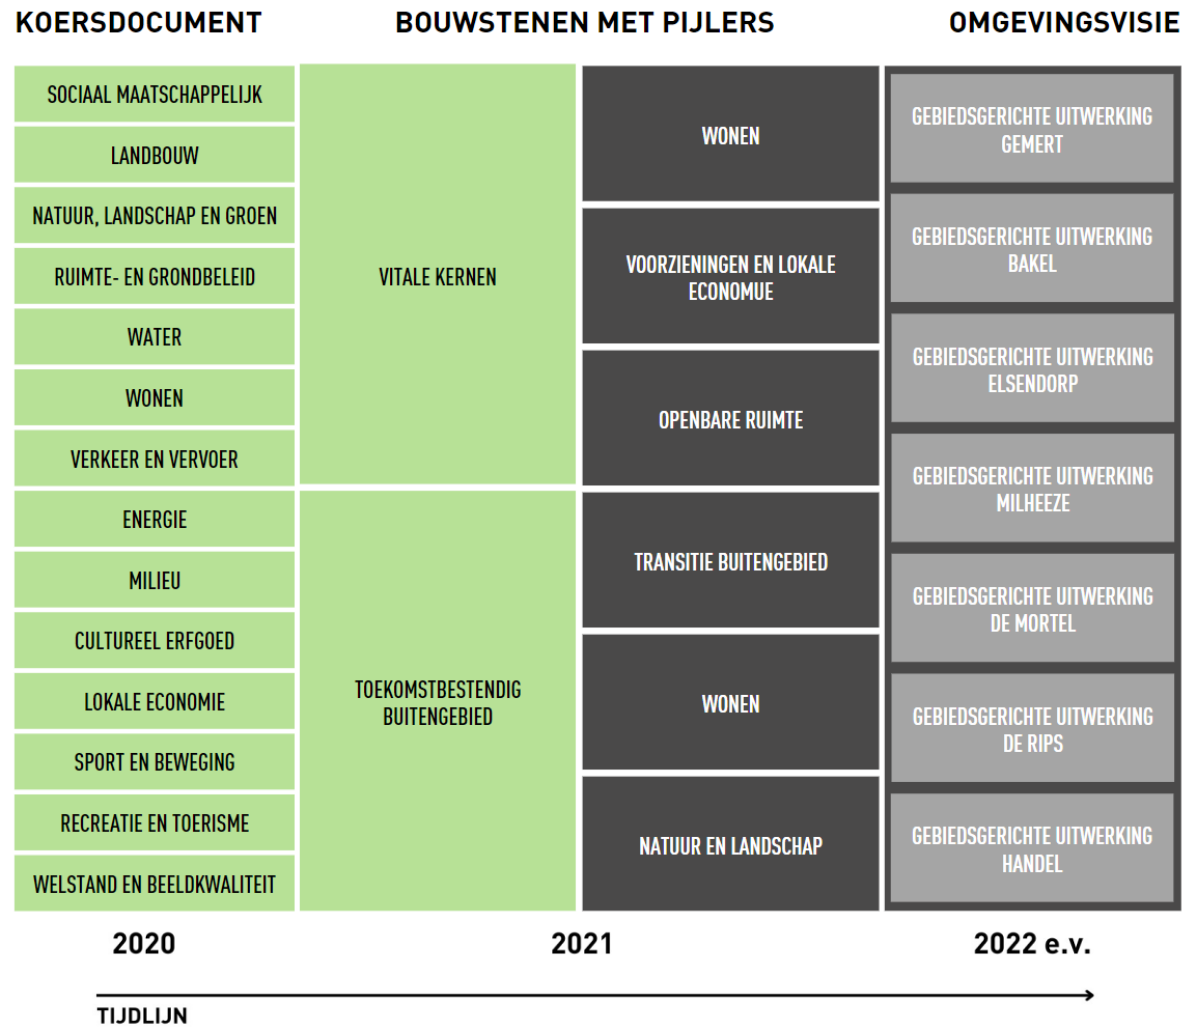 KOERSDOCUMENT
BOUWSTENEN MET PIJLERS
OMGEVINGSVISIE
SOCIAAL MAATSCHAPPELIJK
LANDBOUW
NATUUR, LANDSCHAP EN GROEN
RUIMTE- EN GRONDBELEID
WATER
WONEN
VERKEER EN VERVOER
ENERGIE
MILIEU
CULTUREEL ERFGOED
LOKALE ECONOMIE
SPORT EN BEWEGING
RECREATIE EN TOERISME
WELSTAND EN BEELDKWALITEIT
VITALE KERNEN
TOEKOMSTBESTENDIG
BUITENGEBIED
WONEN
VOORZIENINGEN EN LOKALE
ECONOMUE
OPENBARE RUIMTE
TRANSITIE BUITENGEBIED
WONEN
NATUUR EN LANDSCHAP
GEBIEDSGERICHTE UITWERKING
GEMERT
GEBIEDSGERICHTE UITWERKING
BAKEL
GEBIEDSGERICHTE UITWERKING
ELSENDORP
GEBIEDSGERICHTE UITWERKING
MILHEEZE
GEBIEDSGERICHTE UITWERKING
DE MORTEL
GEBIEDSGERICHTE UITWERKING
DE RIPS
GEBIEDSGERICHTE UITWERKING
HANDEL
2020
2021
2022 e.v.
TIJDLIJN